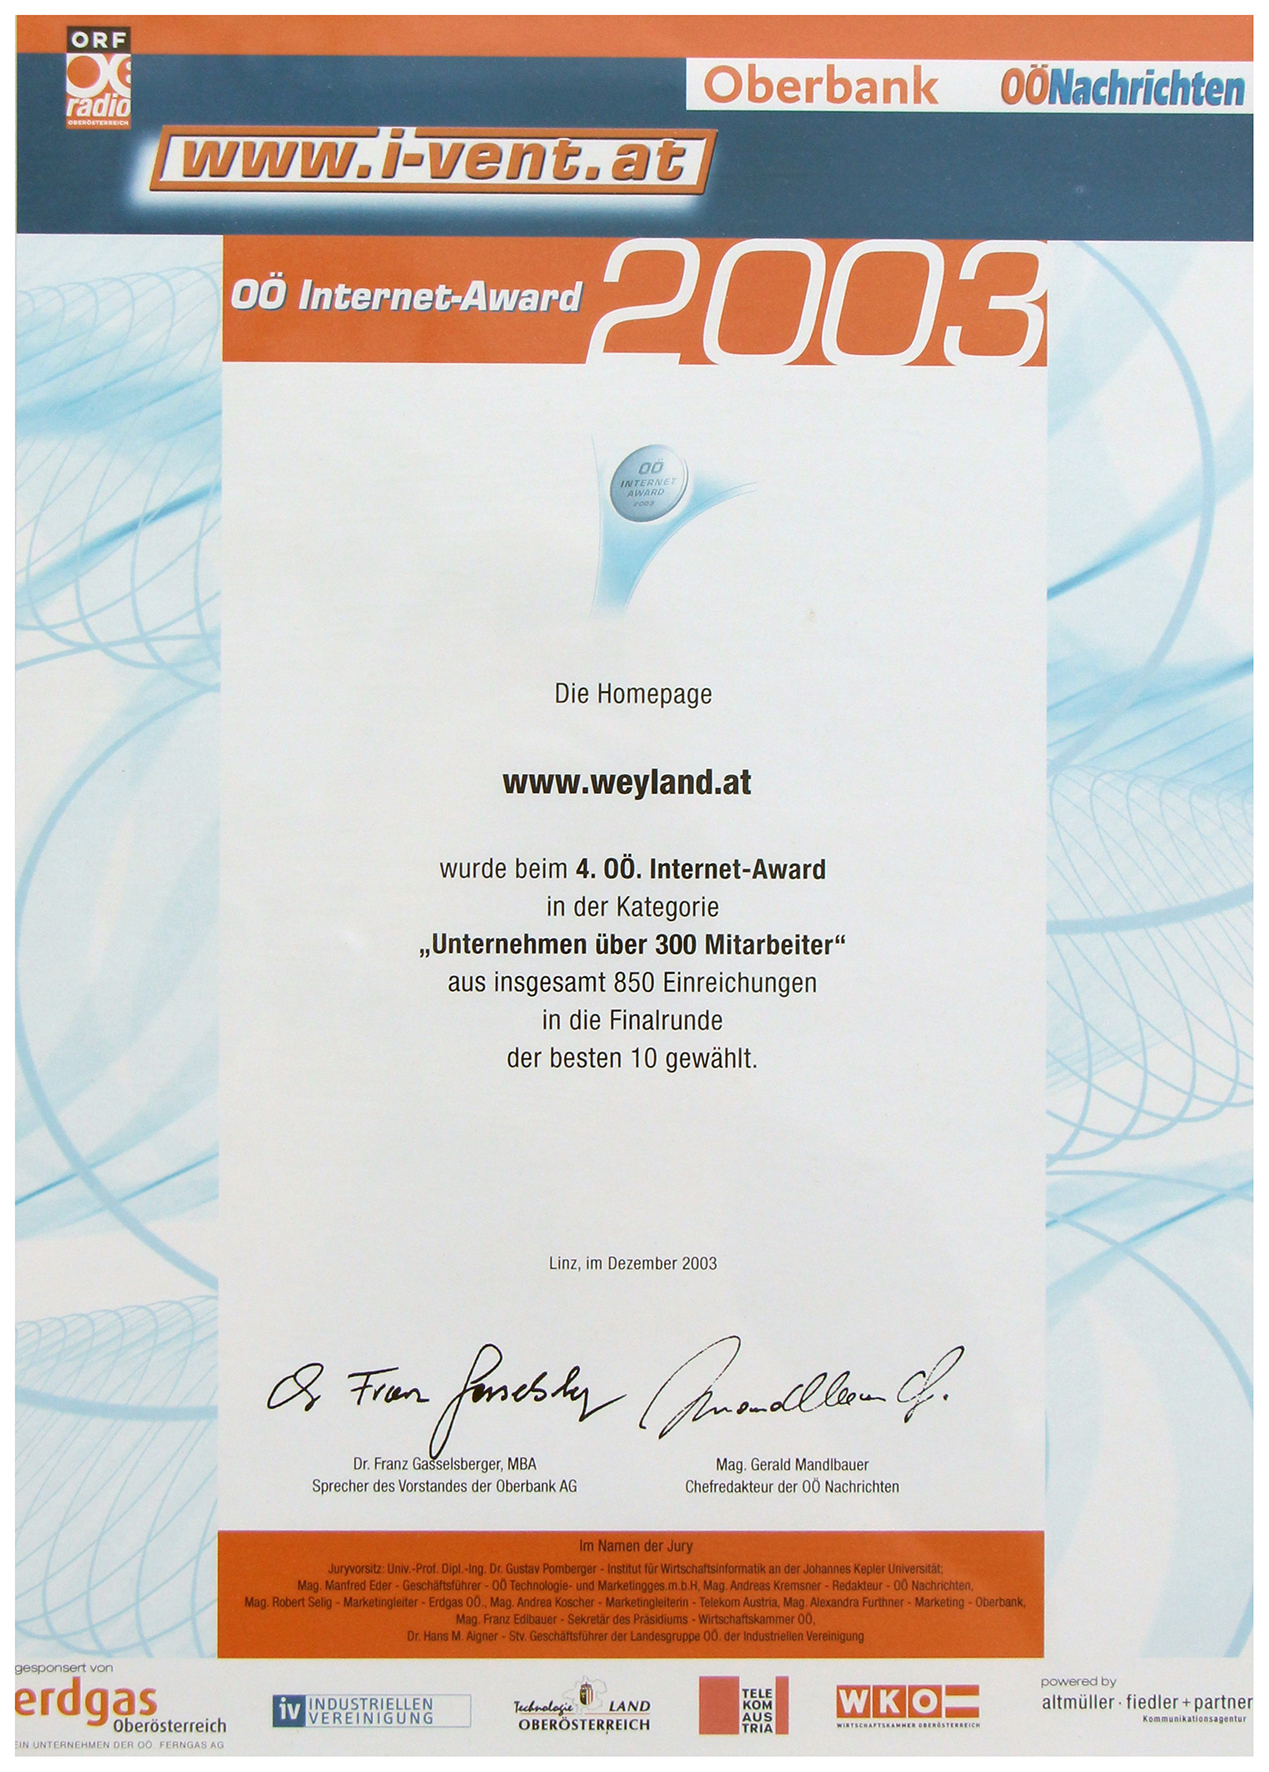 ORF
radio
OBERÖSTERREICH
Oberbank
OÖNachrichten
www.i-vent.at
OÖ Internet-Award
2003
OÖ
INTERNET
AWARD
2003
Die Homepage
www.weyland.at
wurde beim 4. OÖ. Internet-Award
in der Kategorie
„Unternehmen über 300 Mitarbeiter“
aus insgesamt 850 Einreichungen
in die Finalrunde
der besten 10 gewählt.
Linz, im Dezember 2003
Dr. Franz Gasselsberger, MBA
Sprecher des Vorstandes der Oberbank AG
Mag. Gerald Mandlbauer
Chefredakteur der OÖ Nachrichten
Im Namen der Jury
Juryvorsitz: Univ.-Prof. Dipl.-Ing. Dr. Gustav Pomberger - Institut für Wirtschaftsinformatik an der Johannes Kepler Universität;
Mag. Manfred Eder - Geschäftsführer - OÖ Technologie- und Marketingges.m.b.H, Mag. Andreas Kremsner - Redakteur - OÖ Nachrichten,
Mag. Robert Selig - Marketingleiter - Erdgas OÖ., Mag. Andrea Koscher - Marketingleiterin - Telekom Austria, Mag. Alexandra Furthner - Marketing - Oberbank,
Mag. Franz Edlbauer - Sekretär des Präsidiums - Wirtschaftskammer OÖ,
Dr. Hans M. Aigner - Stv. Geschäftsführer der Landesgruppe OÖ. der Industriellen Vereinigung
gesponsert von
erdgas
Oberösterreich
EIN UNTERNEHMEN DER OÖ. FERNGAS AG
iv INDUSTRIELLEN
VEREINIGUNG
Technologie LAND
OBERÖSTERREICH
TELE
KOM
AUS
TRIA
WKO
WIRTSCHAFTSKAMMER OBERÖSTERREICH
powered by
altmüller · fiedler + partner
Kommunikationsagentur